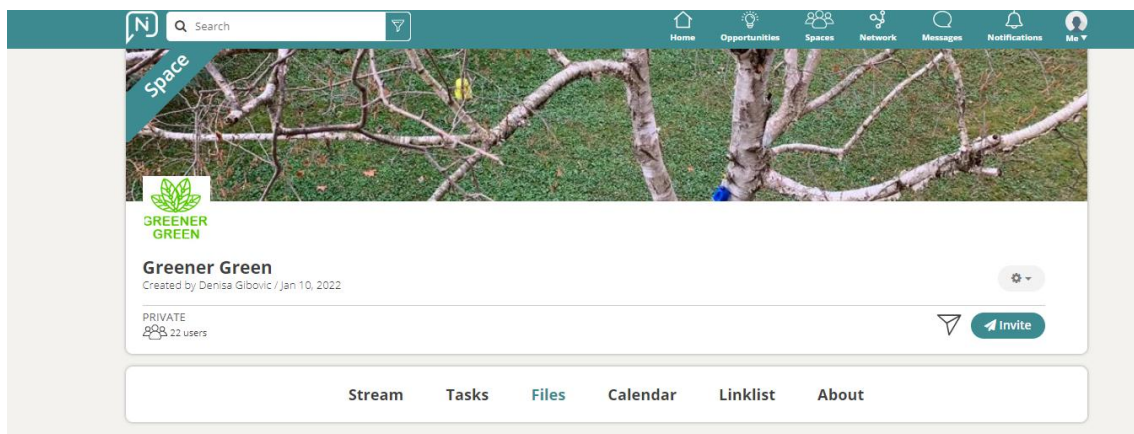 N
Search
Home
Opportunities
Spaces
Network
Messages
Notifications
Me
Space
GREENER
GREEN
Greener Green
Created by Denisa Gibovic / Jan 10, 2022
PRIVATE
22 users
Invite
Stream
Tasks
Files
Calendar
Linklist
About